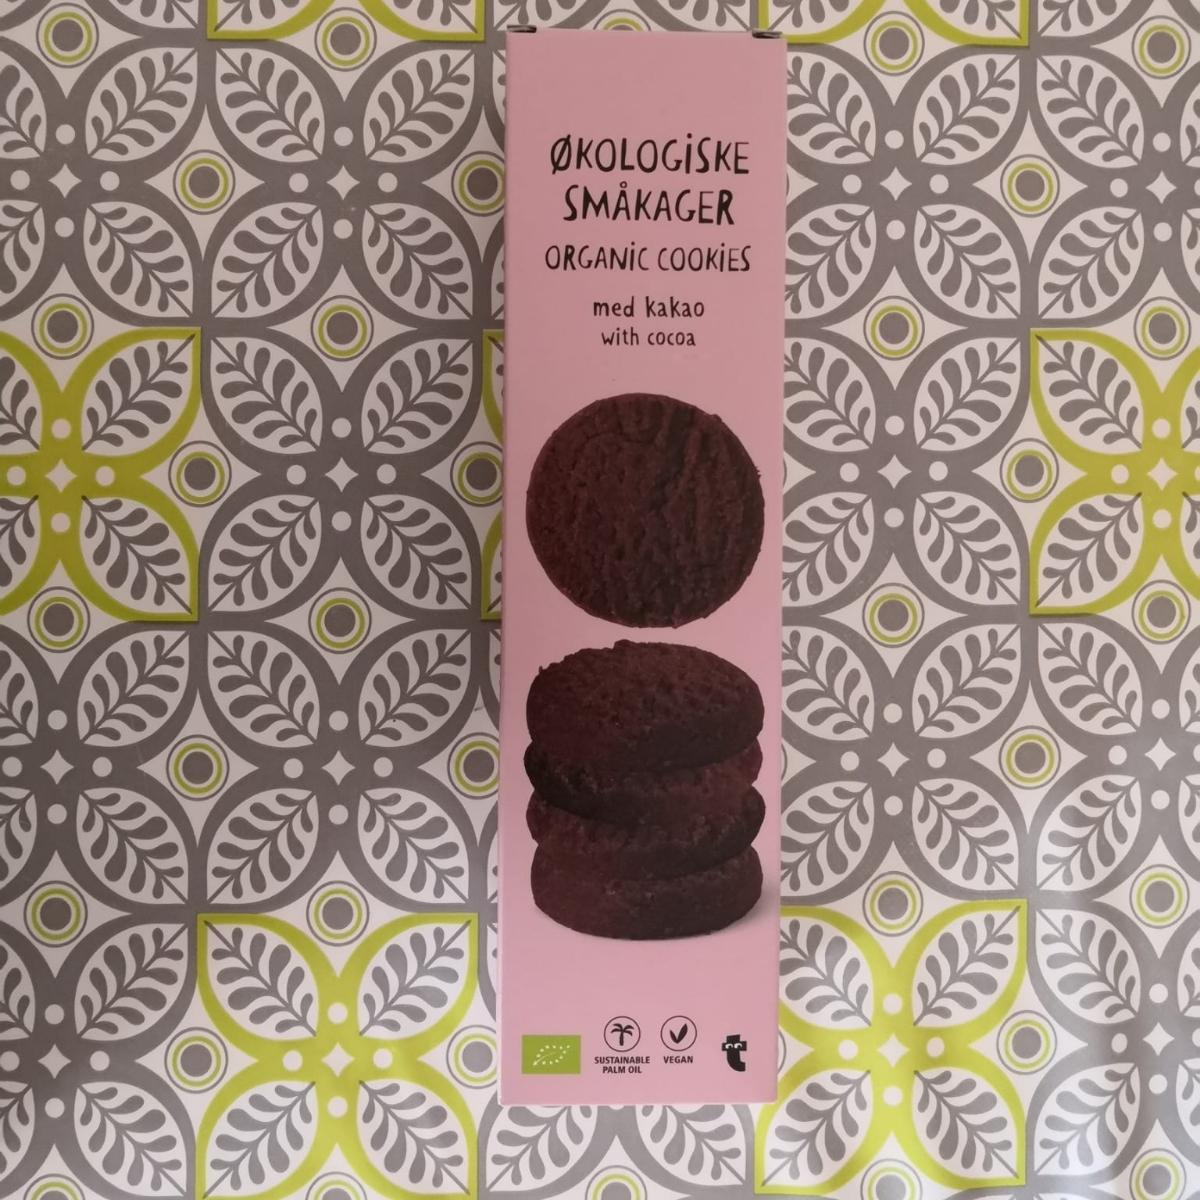 ØKOLOGiSKE
SMÅKAGER
ORGANiC COOKiES
med kakao
with cocoa
SUSTAINABLE
PALM OIL
VEGAN
t